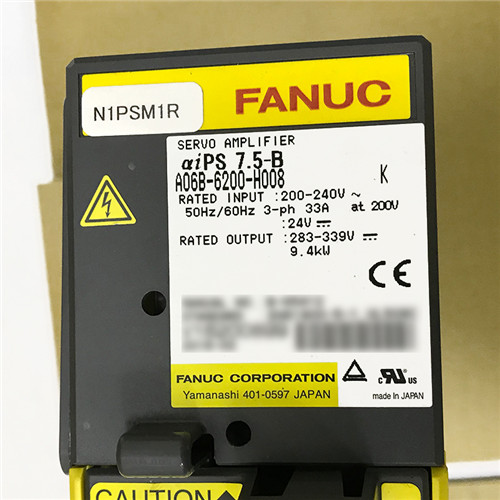 N1PSM1R
FANUC
SERVO AMPLIFIER
αiPS 7.5-B
A06B-6200-H008 K
RATED INPUT :200-240V ~
50Hz/60Hz 3-ph 33A at 200V
:24V ⎓
RATED OUTPUT :283-339V ⎓
9.4kW
CE
FANUC CORPORATION
Yamanashi 401-0597 JAPAN
c RU us
made in JAPAN
CAUTION